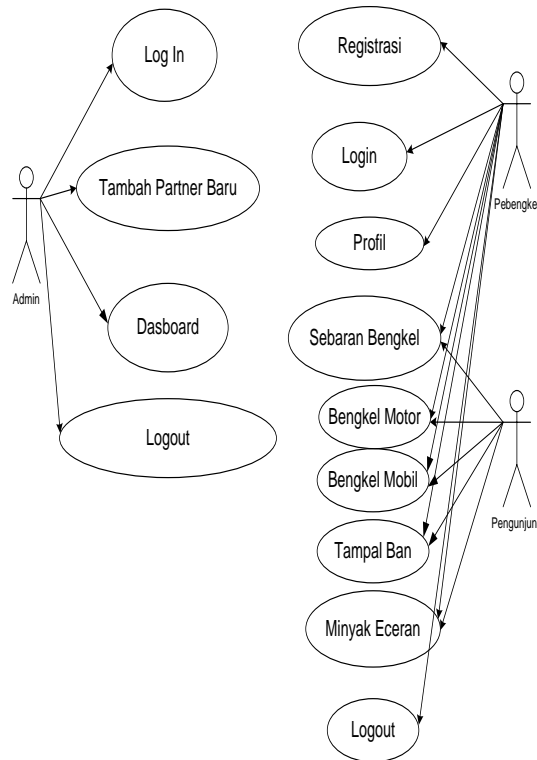 Log In
Tambah Partner Baru
Admin
Dasboard
Logout
Registrasi
Login
Pebengke
Profil
Sebaran Bengkel
Bengkel Motor
Bengkel Mobil
Pengunjun
Tampal Ban
Minyak Eceran
Logout